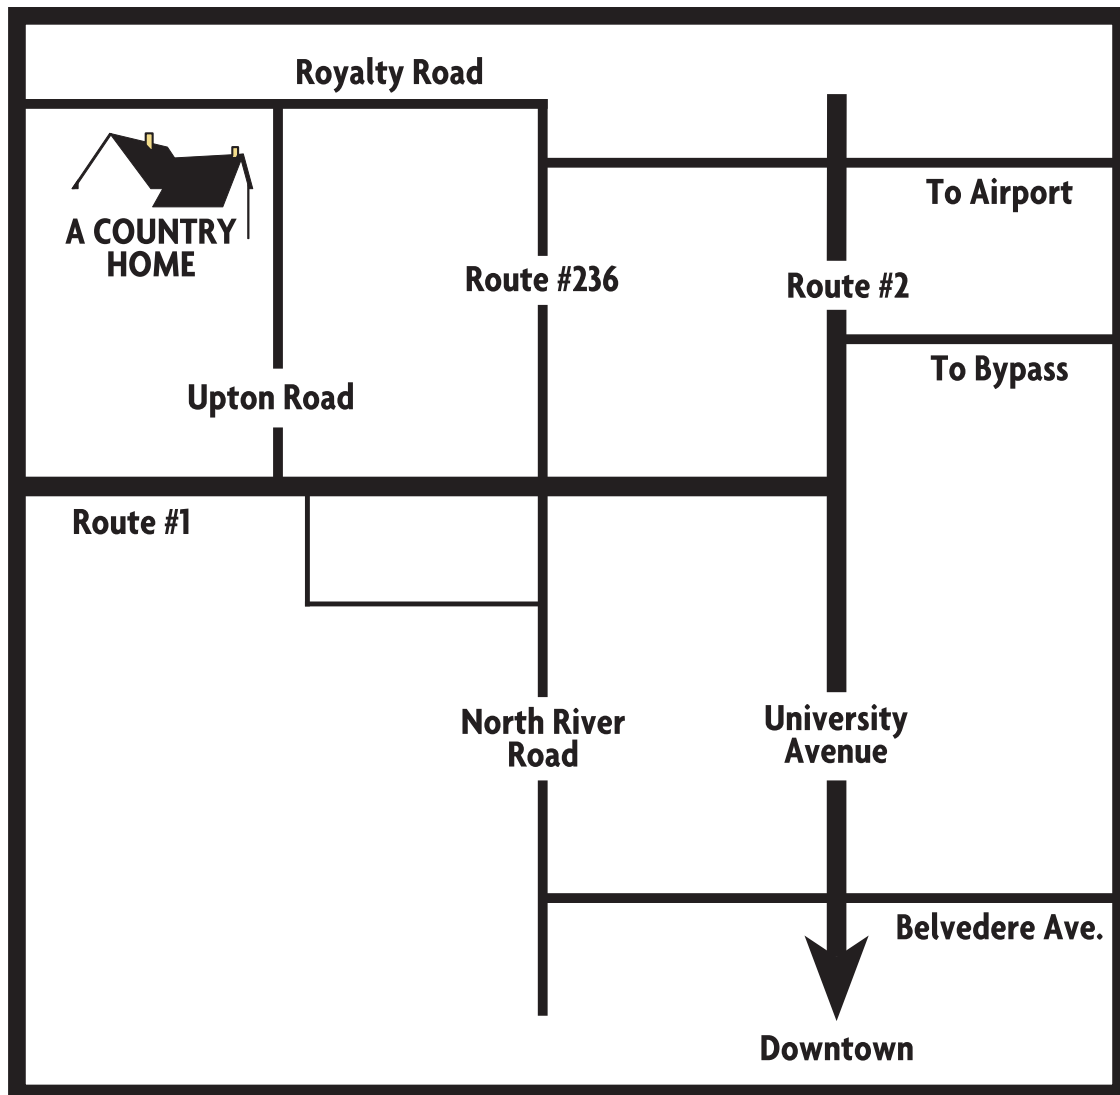 Royalty Road
To Airport
A COUNTRY
HOME
Route #236
Route #2
To Bypass
Upton Road
Route #1
North River
Road
University
Avenue
Belvedere Ave.
Downtown